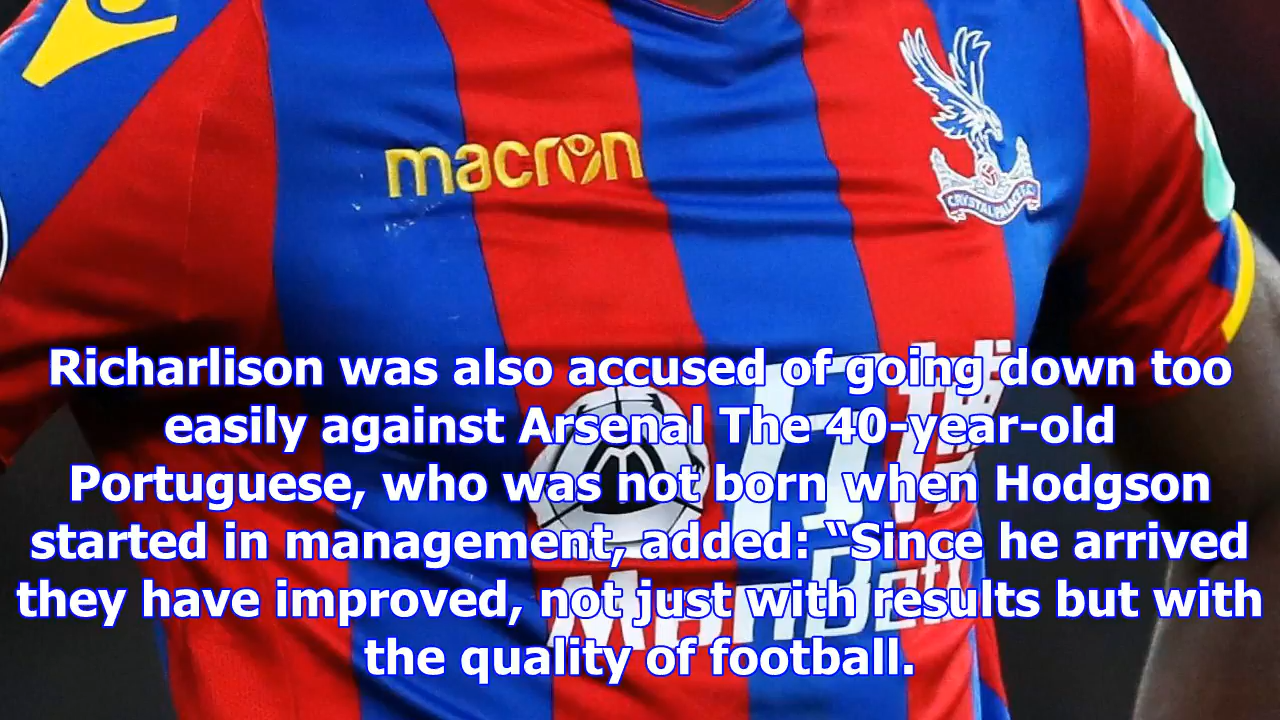 macron
CRYSTAL PALACE F.C.
Richarlison was also accused of going down too
easily against Arsenal The 40-year-old
Portuguese, who was not born when Hodgson
started in management, added: “Since he arrived
they have improved, not just with results but with
the quality of football.